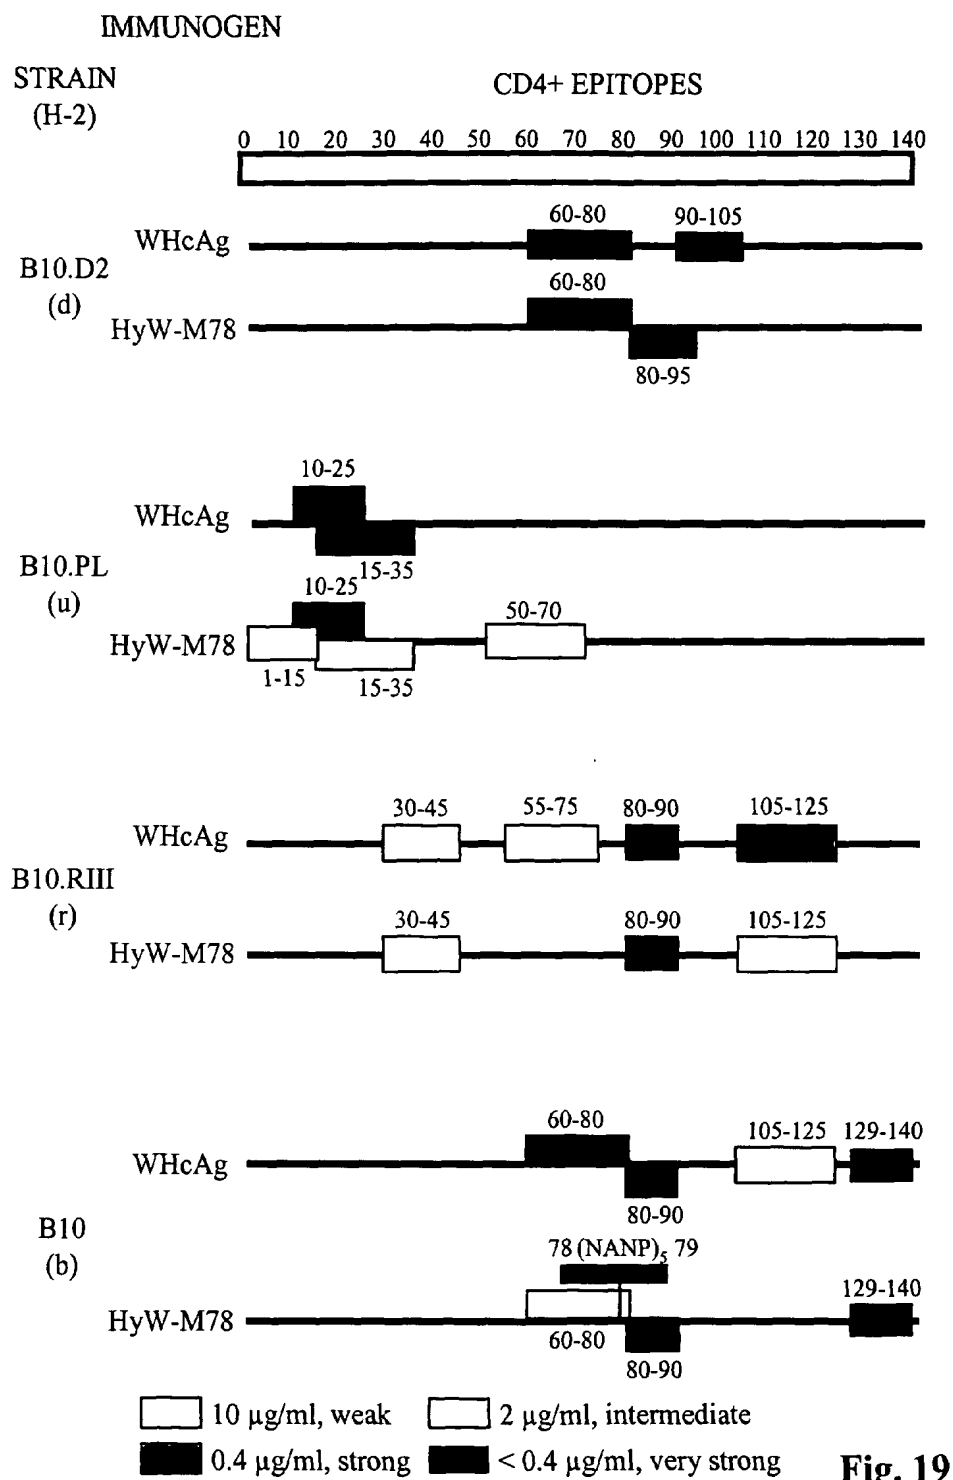 IMMUNOGEN
STRAIN
(H-2)
CD4+ EPITOPES
0 10 20 30 40 50 60 70 80 90 100 110 120 130 140
60-80 90-105
WHcAg
B10.D2
(d)
60-80
HyW-M78
80-95
10-25
WHcAg
15-35
B10.PL
(u)
10-25
50-70
HyW-M78
1-15 15-35
30-45 55-75 80-90 105-125
WHcAg
B10.RIII
(r)
30-45 80-90 105-125
HyW-M78
60-80 105-125 129-140
WHcAg
80-90
B10
(b)
78 (NANP)5 79
129-140
HyW-M78
60-80
80-90
10 µg/ml, weak 2 µg/ml, intermediate
0.4 µg/ml, strong < 0.4 µg/ml, very strong
Fig. 19